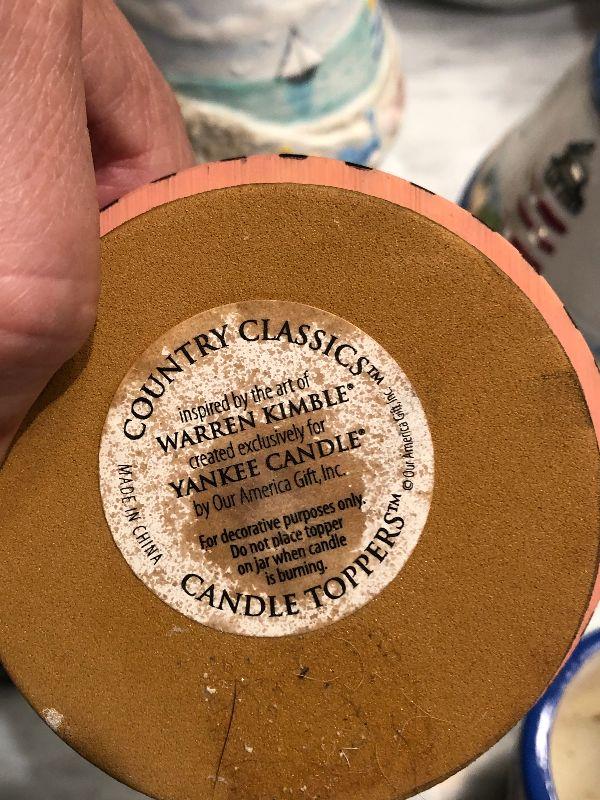 COUNTRY CLASSICS™
inspired by the art of
WARREN KIMBLE®
created exclusively for
YANKEE CANDLE®
by Our America Gift, Inc.
For decorative purposes only.
Do not place topper
on jar when candle
is burning.
CANDLE TOPPERS™
MADE IN CHINA
© Our America Gift, Inc.